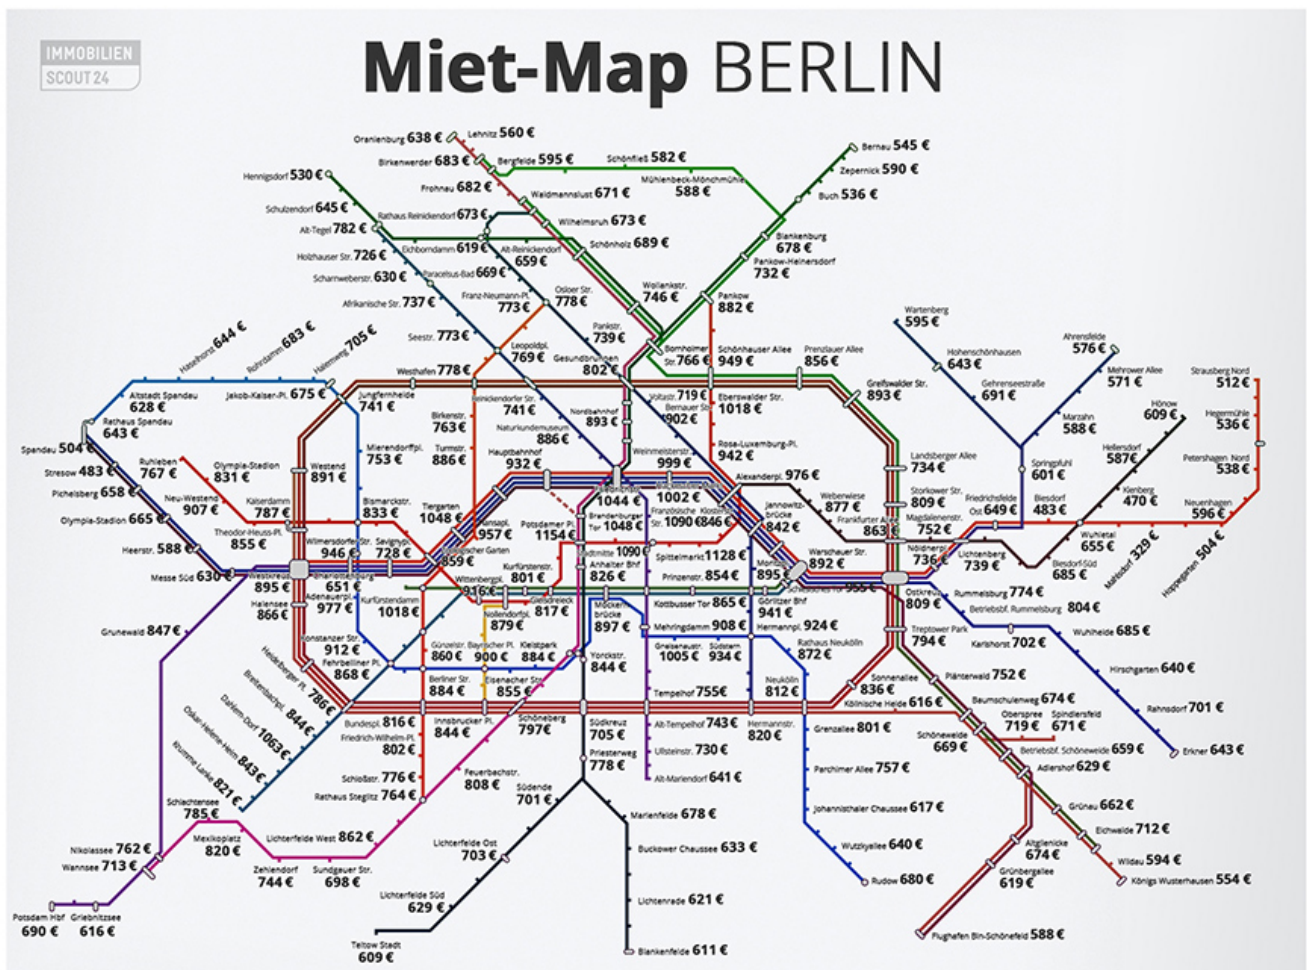 IMMOBILIEN
SCOUT24
Miet-Map BERLIN
Oranienburg 638 €
Lehnitz 560 €
Birkenwerder 683 €
Bergfelde 595 €
Schönfließ 582 €
Mühlenbeck-Mönchmühle
588 €
Bernau 545 €
Zepernick 590 €
Buch 536 €
Hennigsdorf 530 €
Frohnau 682 €
Waldmannslust 671 €
Schulzendorf 645 €
Rathaus Reinickendorf 673 €
Wilhelmsruh 673 €
Alt-Tegel 782 €
Eichborndamm 619 €
Alt-Reinickendorf
659 €
Schönholz 689 €
Blankenburg
678 €
Pankow-Heinersdorf
732 €
Holzhauser Str. 726 €
Scharnweberstr. 630 €
Paracelsus-Bad 669 €
Afrikanische Str. 737 €
Franz-Neumann-Pl.
773 €
Osloer Str.
778 €
Wollankstr.
746 €
Pankow
882 €
Seestr. 773 €
Leopoldpl.
769 €
Pankstr.
739 €
Gesundbrunnen
802 €
Bornholmer
Str. 766 €
Schönhauser Allee
949 €
Prenzlauer Allee
856 €
Wartenberg
595 €
Hohenschönhausen
643 €
Gehrenseestraße
691 €
Ahrensfelde
576 €
Mehrower Allee
571 €
Marzahn
588 €
Strausberg Nord
512 €
Hegermühle
536 €
Petershagen Nord
538 €
Neuenhagen
596 €
Hönow
609 €
Hellersdorf
587€
Kienberg
470 €
Haselhorst 644 €
Rohrdamm 683 €
Halemweg 705 €
Altstadt Spandau
628 €
Jakob-Kaiser-Pl. 675 €
Westhafen 778 €
Jungfernheide
741 €
Reinickendorfer Str.
741 €
Voltastr. 719 €
Bernauer Str.
902 €
Eberswalder Str.
1018 €
Greifswalder Str.
893 €
Rathaus Spandau
643 €
Spandau 504 €
Stresow 483 €
Pichelsberg 658 €
Olympia-Stadion 665 €
Heerstr. 588 €
Messe Süd 630 €
Ruhleben
767 €
Olympia-Stadion
831 €
Neu-Westend
907 €
Kaiserdamm
787 €
Theodor-Heuss-Pl.
855 €
Westend
891 €
Mierendorffpl.
753 €
Birkenstr.
763 €
Turmstr.
886 €
Naturkundemuseum
886 €
Nordbahnhof
893 €
Hauptbahnhof
932 €
Weinmeisterstr.
999 €
Rosa-Luxemburg-Pl.
942 €
Alexanderpl. 976 €
Landsberger Allee
734 €
Storkower Str.
809 €
Weberwiese
877 €
Frankfurter Allee
863 €
Magdalenenstr.
752 €
Springpfuhl
601 €
Friedrichsfelde
Ost 649 €
Biesdorf
483 €
Wuhletal
655 €
Mahlsdorf 329 €
Hoppegarten 504 €
Biesdorf-Süd
685 €
Lichtenberg
739 €
Nöldnerpl.
736 €
Bismarckstr.
833 €
Wilmersdorfer Str.
946 €
Savignypl.
728 €
Tiergarten
1048 €
Hansapl.
957 €
Zoologischer Garten
859 €
Friedrichstr.
1044 €
1002 €
Brandenburger
Tor 1048 €
Potsdamer Pl.
1154 €
Französische
Str. 1090 €
Klosterstr.
846 €
Jannowitz-
brücke
842 €
Stadtmitte 1090 €
Spittelmarkt 1128 €
Warschauer Str.
892 €
Westkreuz
895 €
Charlottenburg
651 €
Halensee
866 €
Adenauerpl.
977 €
Kurfürstendamm
1018 €
Wittenbergpl.
916 €
Kurfürstenstr.
801 €
Nollendorfpl.
879 €
Gleisdreieck
817 €
Anhalter Bhf
826 €
Möckern-
brücke
897 €
Prinzenstr. 854 €
Kottbusser Tor 865 €
Moritzpl.
895 €
Görlitzer Bhf
941 €
Schlesisches Tor 955 €
Ostkreuz
809 €
Rummelsburg 774 €
Betriebsbf. Rummelsburg 804 €
Karlshorst 702 €
Wuhlheide 685 €
Hirschgarten 640 €
Rahnsdorf 701 €
Erkner 643 €
Grunewald 847 €
Konstanzer Str.
912 €
Fehrbelliner Pl.
868 €
Heidelberger Pl.
786 €
Güntzelstr.
860 €
Bayerischer Pl.
900 €
Kleistpark
884 €
Berliner Str.
884 €
Eisenacher Str.
855 €
Yorckstr.
844 €
Mehringdamm 908 €
Gneisenaustr.
1005 €
Südstern
934 €
Hermannpl. 924 €
Rathaus Neukölln
872 €
Neukölln
812 €
Treptower Park
794 €
Sonnenallee
836 €
Plänterwald 752 €
Köllnische Heide 616 €
Baumschulenweg 674 €
Oberspree
719 €
Spindlersfeld
671 €
Schöneweide
669 €
Betriebsbf. Schöneweide 659 €
Adlershof 629 €
Breitenbachpl. 844 €
Dahlem-Dorf 1063 €
Oskar-Helene-Heim 843 €
Krumme Lanke 821 €
Bundespl. 816 €
Innsbrucker Pl.
844 €
Schöneberg
797€
Südkreuz
705 €
Tempelhof 755€
Alt-Tempelhof 743 €
Hermannstr.
820 €
Grenzallee 801 €
Friedrich-Wilhelm-Pl.
802 €
Priesterweg
778 €
Ullsteinstr. 730 €
Alt-Mariendorf 641 €
Parchimer Allee 757 €
Johannisthaler Chaussee 617 €
Wutzkyallee 640 €
Rudow 680 €
Schloßstr. 776 €
Rathaus Steglitz 764 €
Feuerbachstr.
808 €
Südende
701 €
Marienfelde 678 €
Buckower Chaussee 633 €
Lichtenrade 621 €
Blankenfelde 611 €
Schlachtensee
785 €
Mexikoplatz
820 €
Lichterfelde West 862 €
Zehlendorf
744 €
Sundgauer Str.
698 €
Nikolassee 762 €
Wannsee 713 €
Potsdam Hbf
690 €
Griebnitzsee
616 €
Lichterfelde Ost
703 €
Lichterfelde Süd
629 €
Teltow Stadt
609 €
Grünau 662 €
Eichwalde 712 €
Wildau 594 €
Königs Wusterhausen 554 €
Altglienicke
674 €
Grünbergallee
619 €
Flughafen Bln-Schönefeld 588 €